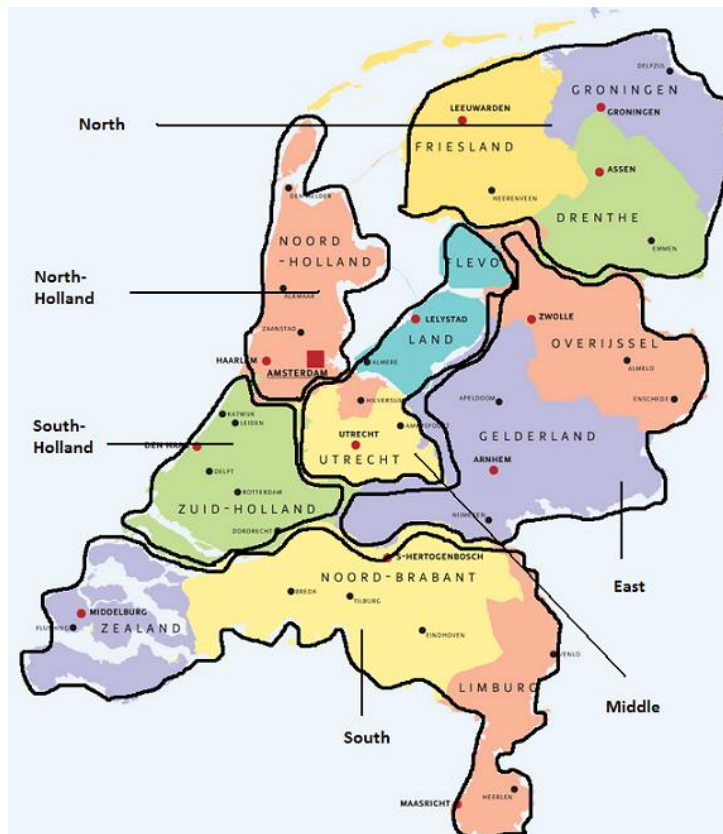 DELFZIJL
GRONINGEN
LEEUWARDEN
GRONINGEN
North
FRIESLAND
ASSEN
HEERENVEEN
DEN HELDER
DRENTHE
EMMEN
NOORD
-HOLLAND
FLEVO
North-
Holland
ALKMAAR
LELYSTAD
ZWOLLE
ZAANSTAD
LAND
OVERIJSSEL
HAARLEM
ALMERE
ALMELO
AMSTERDAM
HILVERSUM
APELDOORN
ENSCHEDE
KATWIJK
LEIDEN
AMERSFOORT
South-
Holland
DEN HAAG
UTRECHT
GELDERLAND
UTRECHT
ARNHEM
DELFT
ROTTERDAM
ZUID-HOLLAND
NIJMEGEN
DORDRECHT
S-HERTOGENBOSCH
NOORD-BRABANT
East
BREDA
TILBURG
MIDDELBURG
FLUSHING
ZEALAND
EINDHOVEN
VENLO
LIMBURG
Middle
South
MAASRICHT
HEERLEN